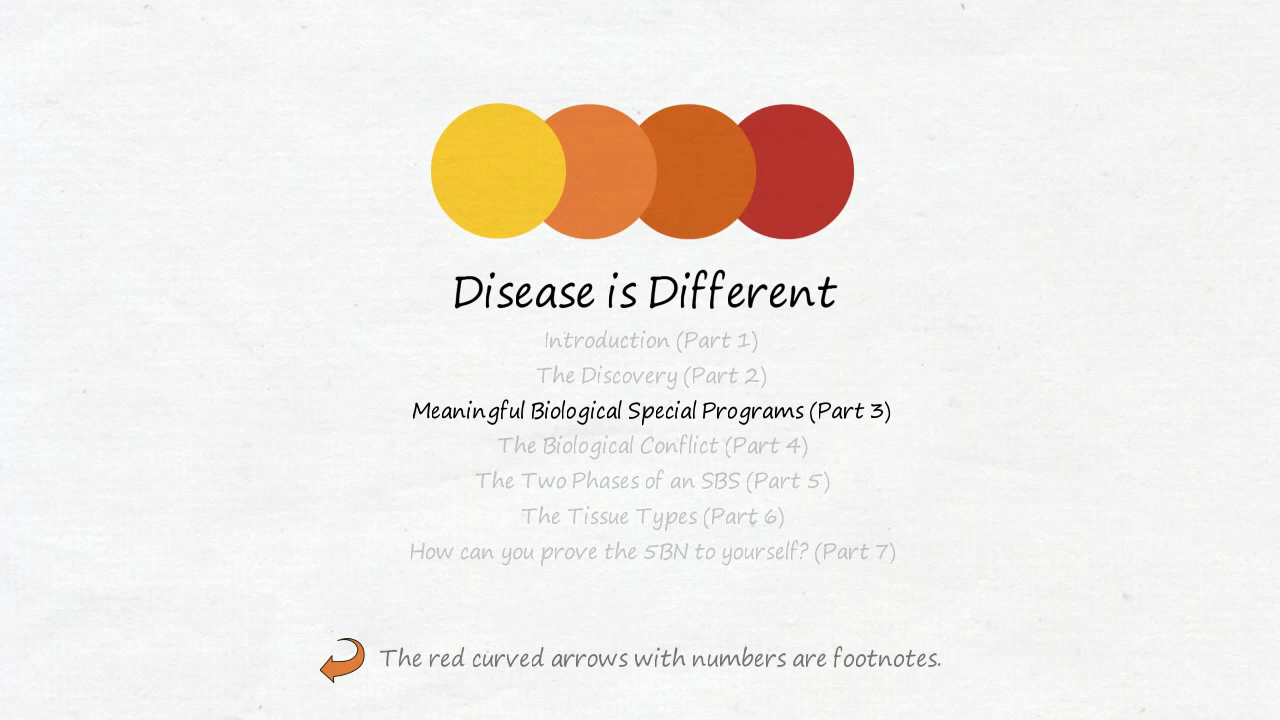 Disease is Different
Introduction (Part 1)
The Discovery (Part 2)
Meaningful Biological Special Programs (Part 3)
The Biological Conflict (Part 4)
The Two Phases of an SBS (Part 5)
The Tissue Types (Part 6)
How can you prove the 5BN to yourself? (Part 7)
The red curved arrows with numbers are footnotes.